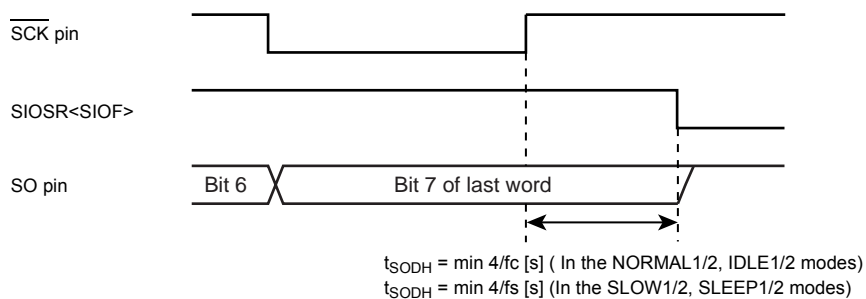 SCK pin
SIOSR<SIOF>
SO pin
Bit 6
Bit 7 of last word
tSODH = min 4/fc [s] ( In the NORMAL1/2, IDLE1/2 modes)
tSODH = min 4/fs [s] (In the SLOW1/2, SLEEP1/2 modes)